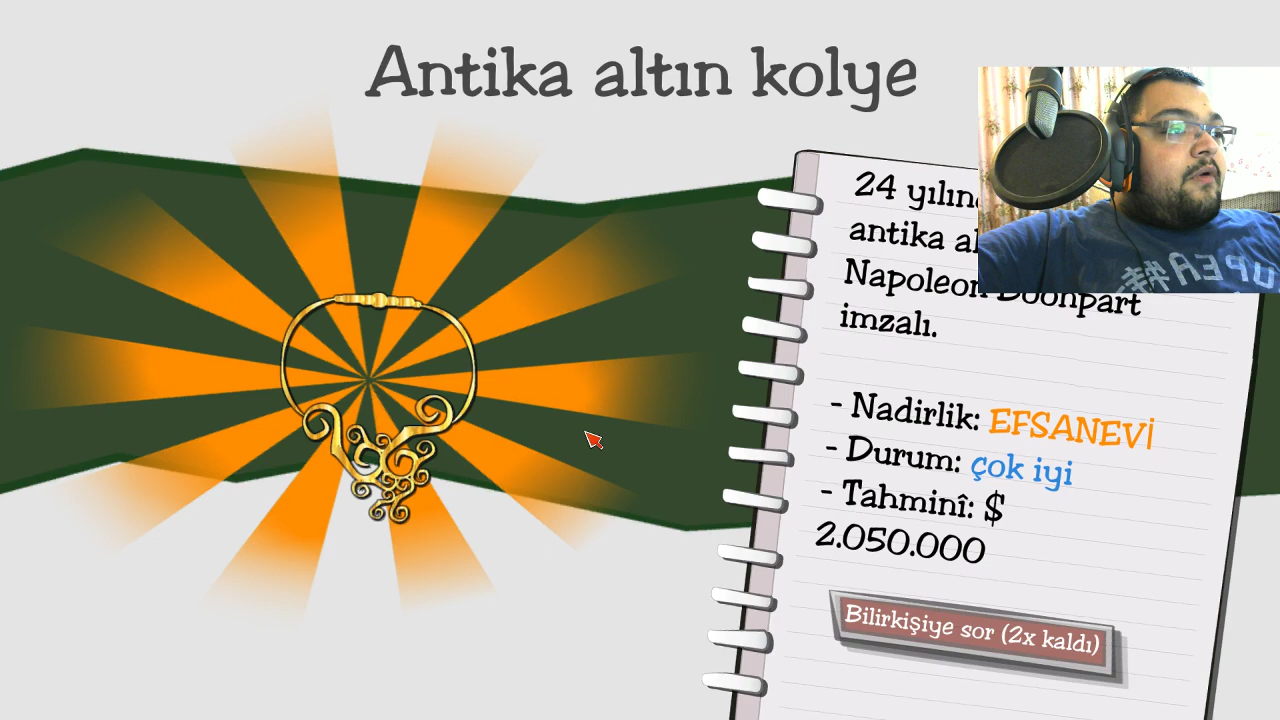 Antika altın kolye
24
antika
Napoleon Boonpart
imzalı.
- Nadirlik: EFSANEVİ
- Durum: çok iyi
- Tahminî: $
2.050.000
Bilirkişiye sor (2x kaldı)